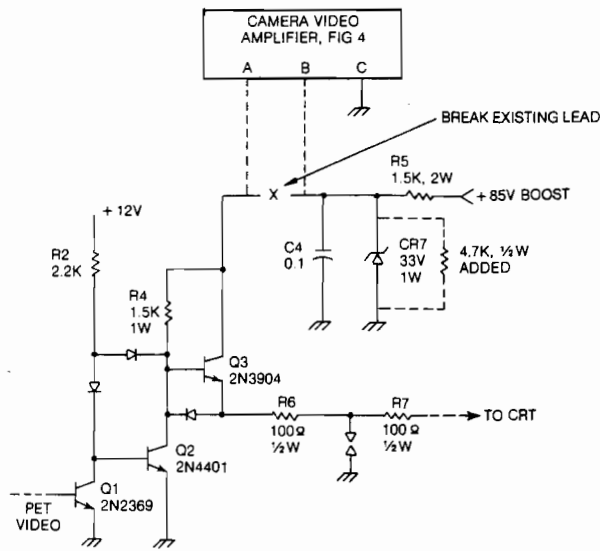 CAMERA VIDEO
AMPLIFIER, FIG 4
A B C
BREAK EXISTING LEAD
R5
1.5K, 2W
+85V BOOST
X
+ 12V
R2
2.2K
C4
0.1
CR7
33V
1W
4.7K, ½W
ADDED
R4
1.5K
1W
Q3
2N3904
R6
100Ω
½W
R7
100Ω
½W
TO CRT
Q2
2N4401
Q1
2N2369
PET
VIDEO